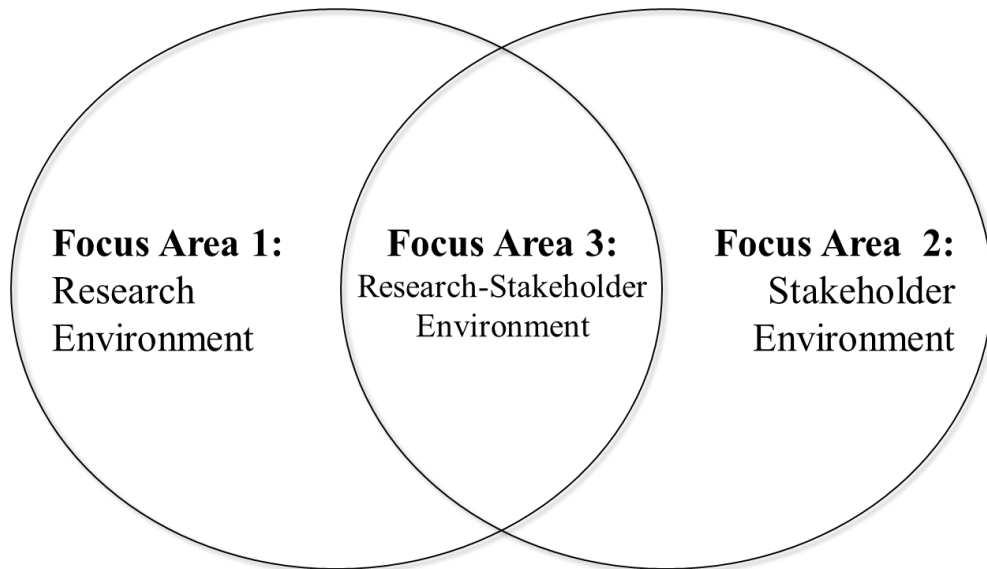 Focus Area 1:
Research
Environment
Focus Area 3:
Research-Stakeholder
Environment
Focus Area 2:
Stakeholder
Environment